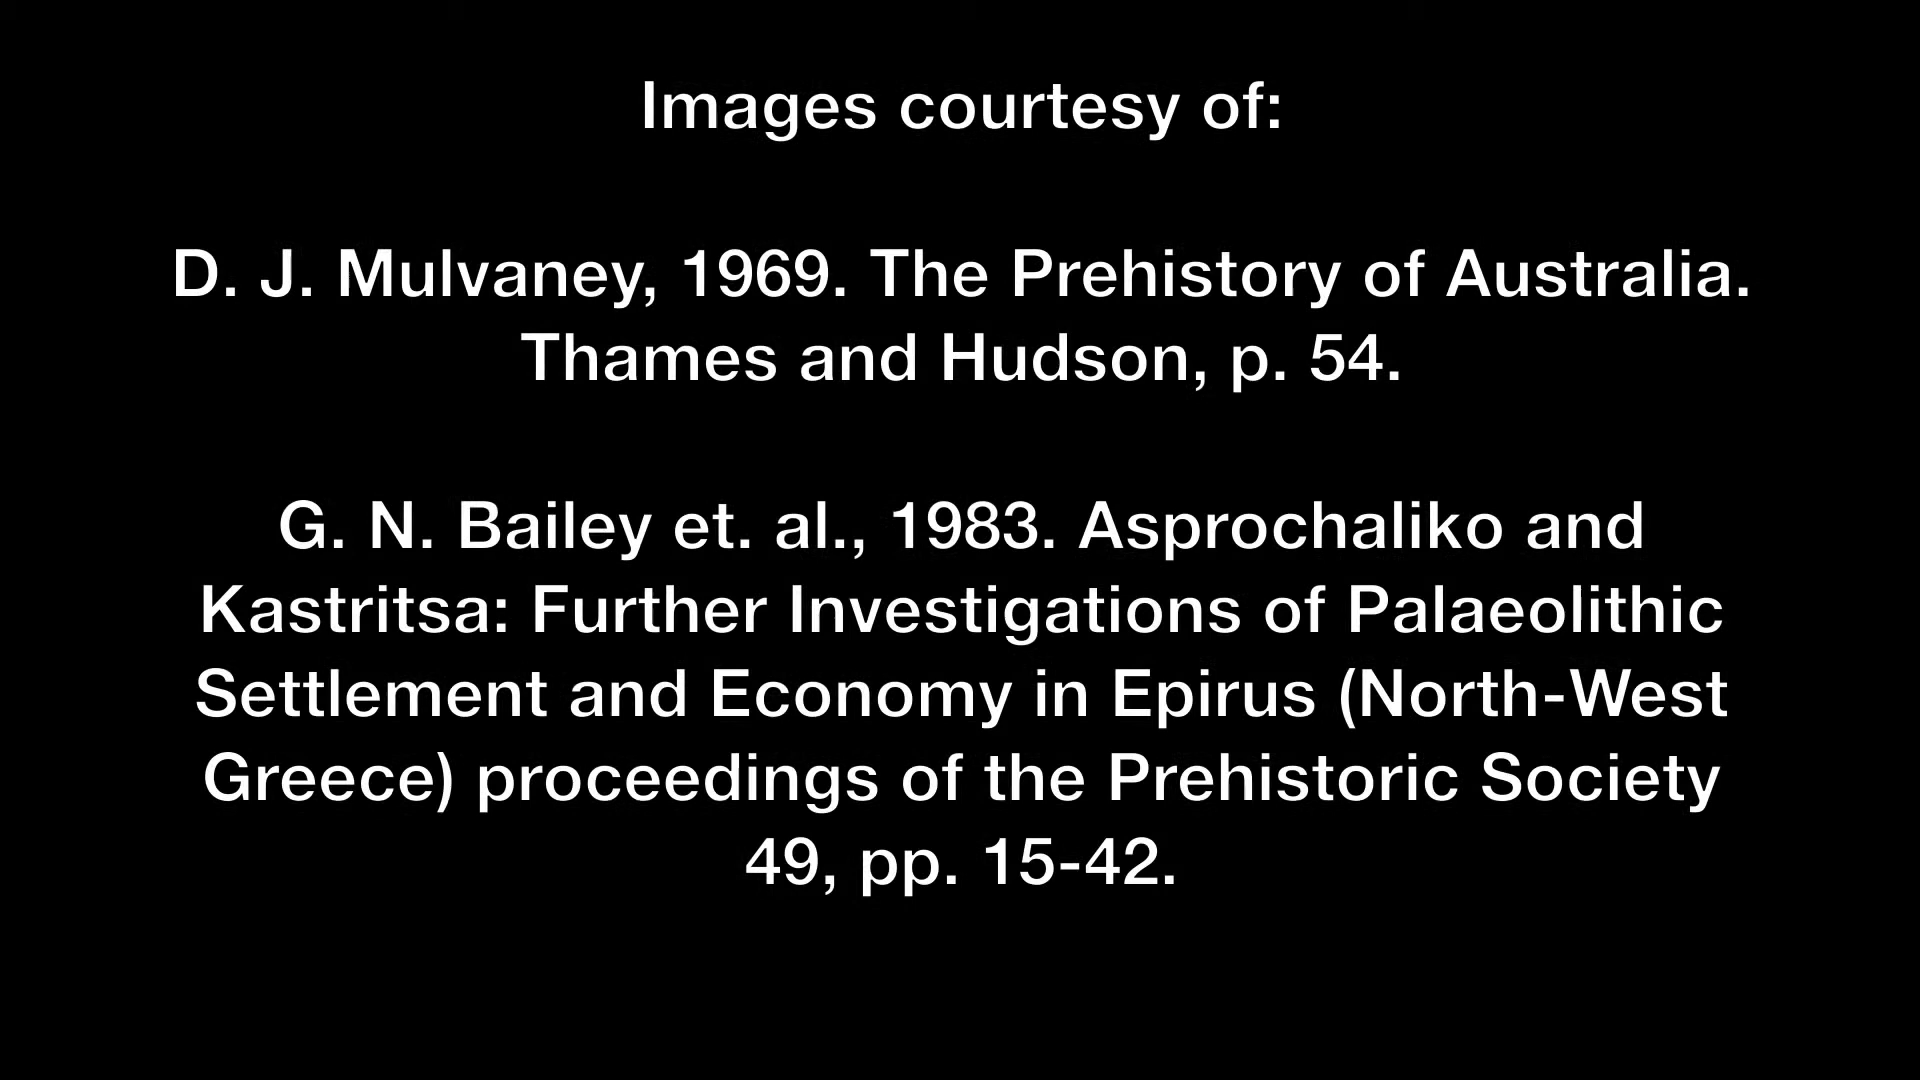 Images courtesy of:
D. J. Mulvaney, 1969. The Prehistory of Australia.
Thames and Hudson, p. 54.
G. N. Bailey et. al., 1983. Asprochaliko and
Kastritsa: Further Investigations of Palaeolithic
Settlement and Economy in Epirus (North-West
Greece) proceedings of the Prehistoric Society
49, pp. 15-42.